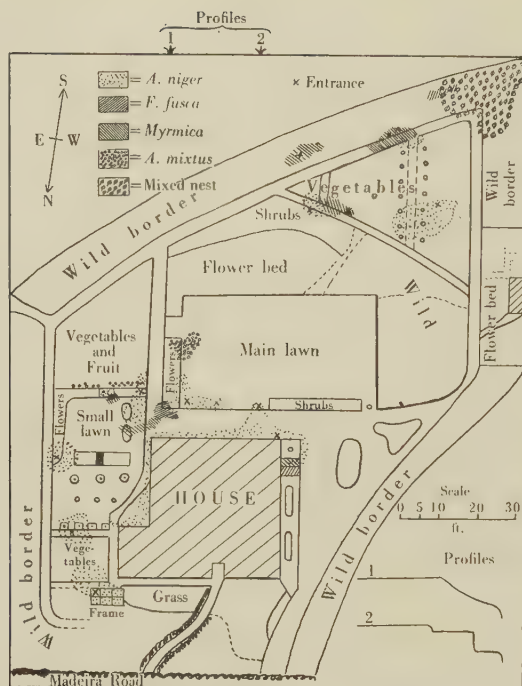 Profiles
1 2
S
E W
N
= A. niger
= F. fusca
= Myrmica
= A. mixtus
= Mixed nest
× Entrance
Vegetables
Wild border
Wild border
Shrubs
Flower bed
Wild
Flower bed
Vegetables
and
Fruit
Flowers
Main lawn
Flowers
Small
lawn
Shrubs
HOUSE
Wild border
Wild border
Scale
0 5 10 20 30
ft.
Vege-
tables
Profiles
1
2
Grass
Frame
Madeira Road